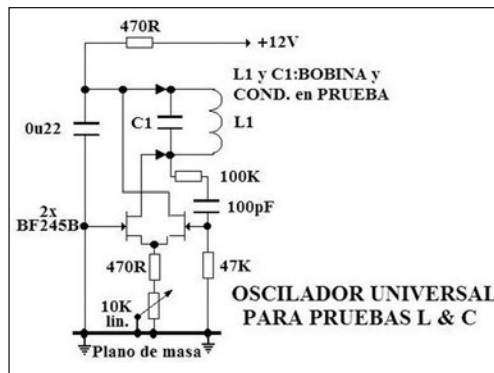 470R
+12V
L1 y C1:BOBINA y
COND. en PRUEBA
C1
L1
0u22
100K
100pF
2x
BF245B
470R
47K
10K
lin.
OSCILADOR UNIVERSAL
PARA PRUEBAS L & C
Plano de masa